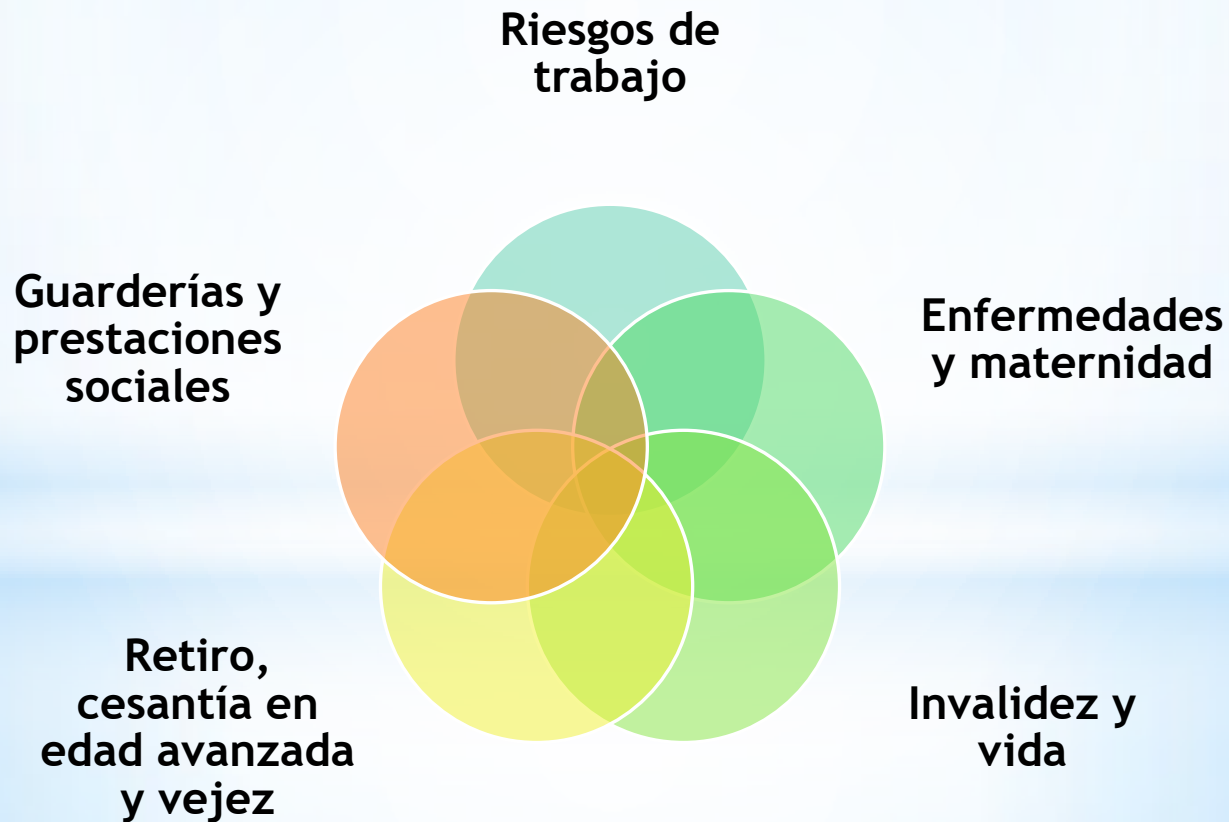 Riesgos de
trabajo
Enfermedades
y maternidad
Invalidez y
vida
Retiro,
cesantía en
edad avanzada
y vejez
Guarderías y
prestaciones
sociales